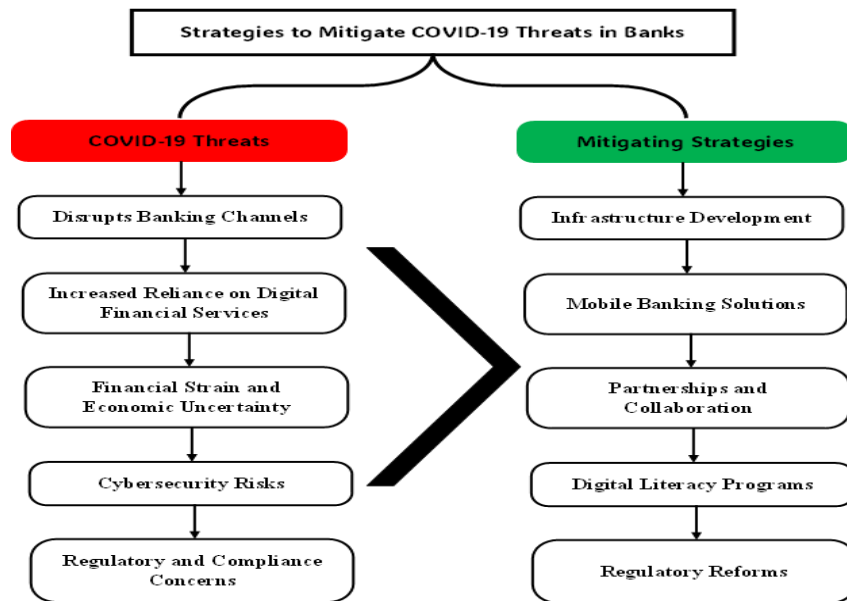 Strategies to Mitigate COVID-19 Threats in Banks
COVID-19 Threats
Disrupts Banking Channels
Increased Reliance on Digital
Financial Services
Financial Strain and
Economic Uncertainty
Cybersecurity Risks
Regulatory and Compliance
Concerns
Mitigating Strategies
Infrastructure Development
Mobile Banking Solutions
Partnerships and
Collaboration
Digital Literacy Programs
Regulatory Reforms